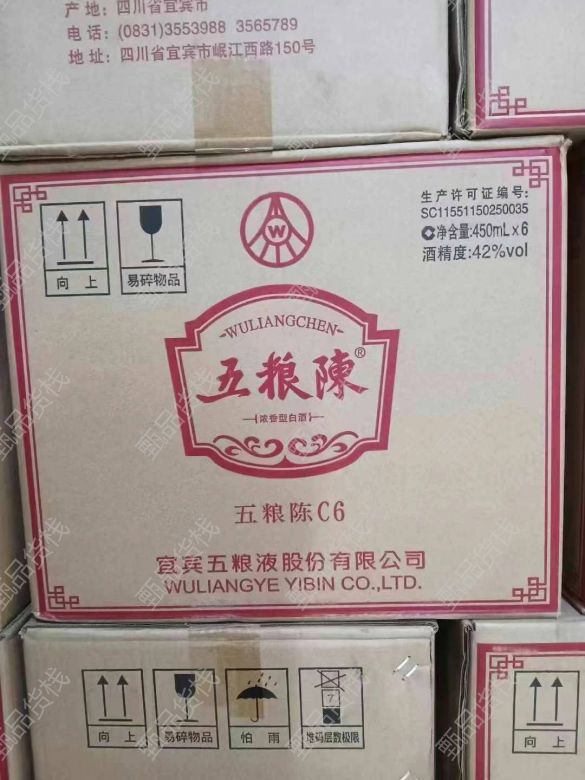 产地：四川省宜宾市
电话：(0831)3553988 3565789
地址：四川省宜宾市岷江西路150号
生产许可证编号:
SC11551150250035
净含量:450mL×6
酒精度:42%vol
向上
易碎物品
W
-WULIANGCHEN-
五粮陳®
浓香型白酒
五粮陈C6
宜宾五粮液股份有限公司
WULIANGYE YIBIN CO.,LTD.
向上
易碎物品
怕雨
7
堆码层数极限
向上
甄品货栈